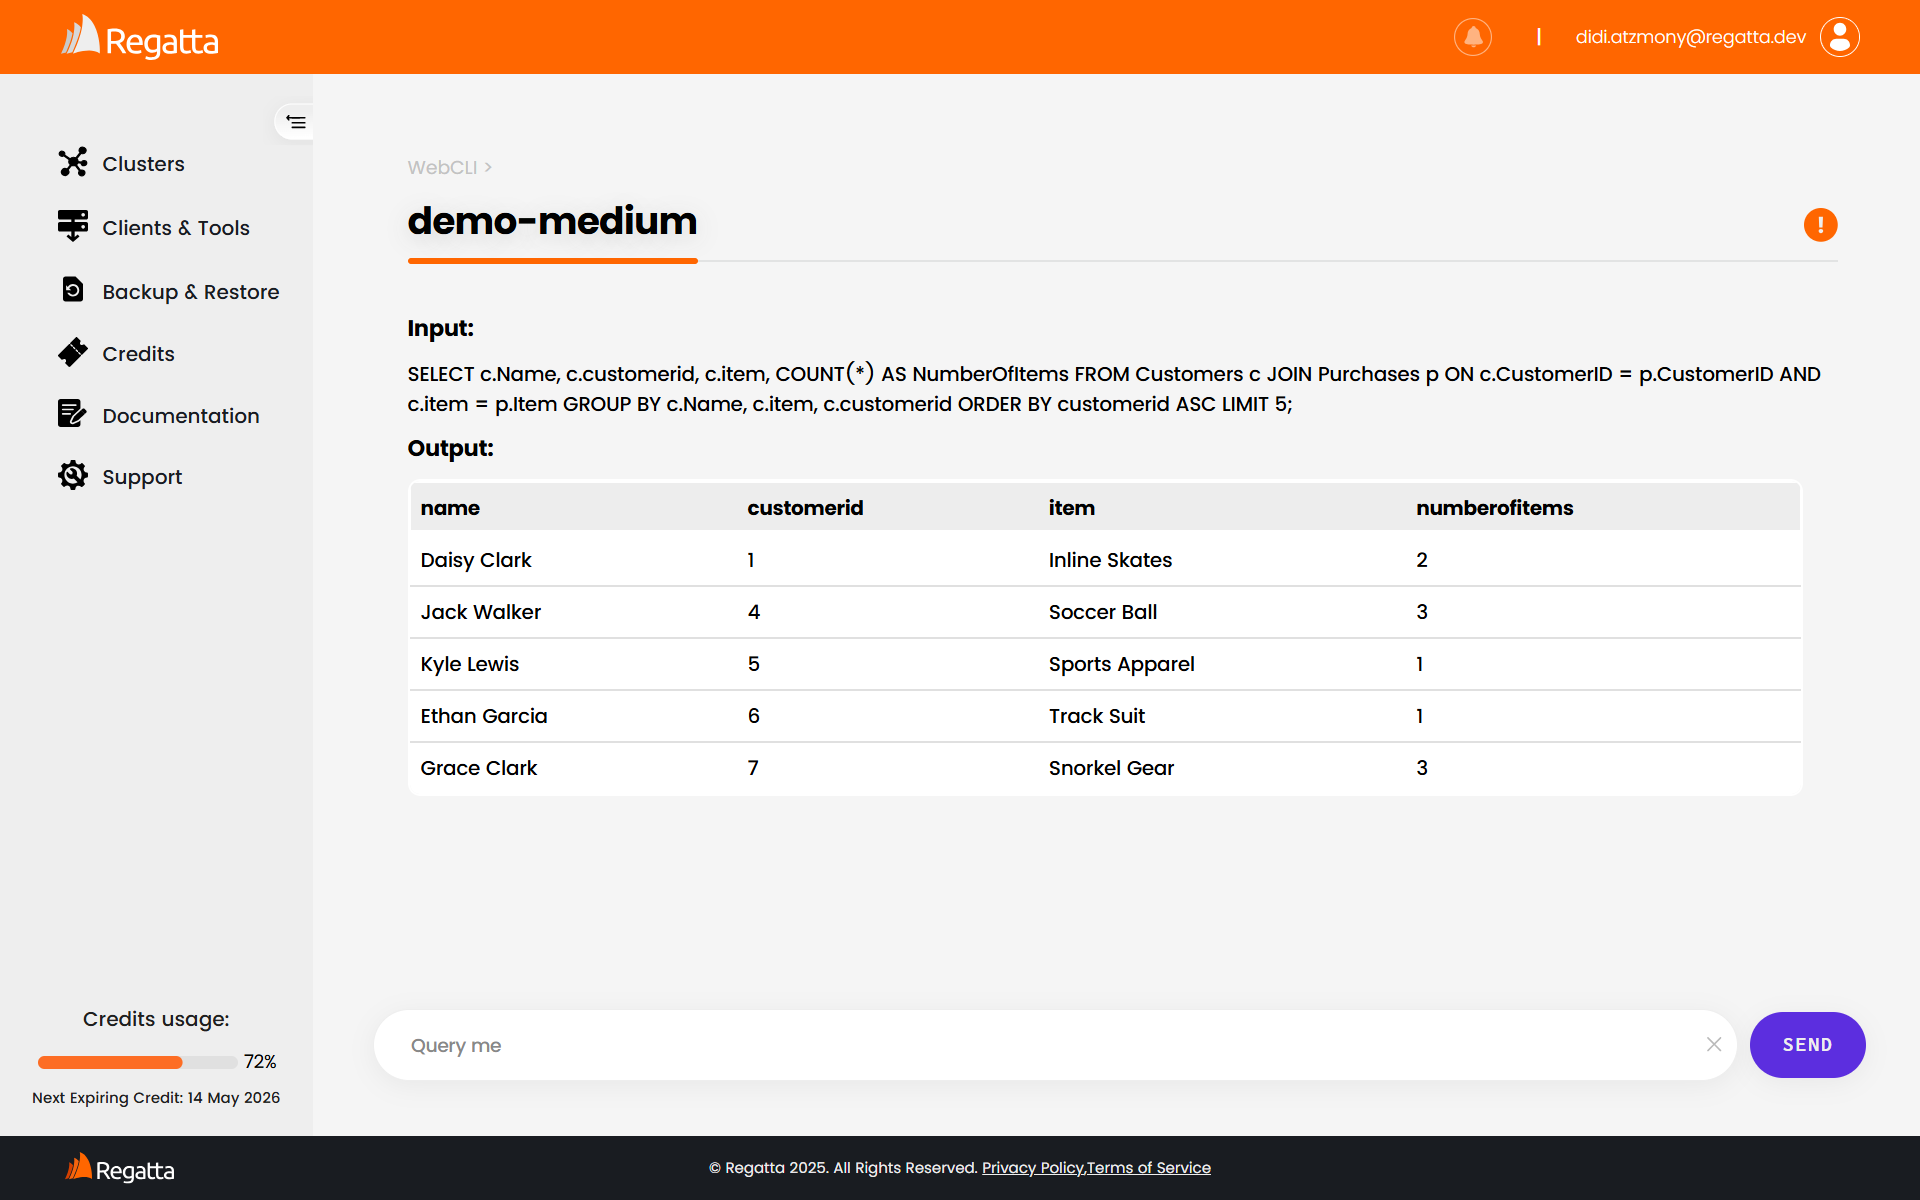 Regatta
didi.atzmony@regatta.dev
Clusters
Clients & Tools
Backup & Restore
Credits
Documentation
Support
Credits usage:
72%
Next Expiring Credit: 14 May 2026
WebCLI >
demo-medium
!
Input:
SELECT c.Name, c.customerid, c.item, COUNT(*) AS NumberOfItems FROM Customers c JOIN Purchases p ON c.CustomerID = p.CustomerID AND
c.item = p.Item GROUP BY c.Name, c.item, c.customerid ORDER BY customerid ASC LIMIT 5;
Output:
name customerid item numberofitems
Daisy Clark 1 Inline Skates 2
Jack Walker 4 Soccer Ball 3
Kyle Lewis 5 Sports Apparel 1
Ethan Garcia 6 Track Suit 1
Grace Clark 7 Snorkel Gear 3
Query me
SEND
Regatta
© Regatta 2025. All Rights Reserved. Privacy Policy,Terms of Service